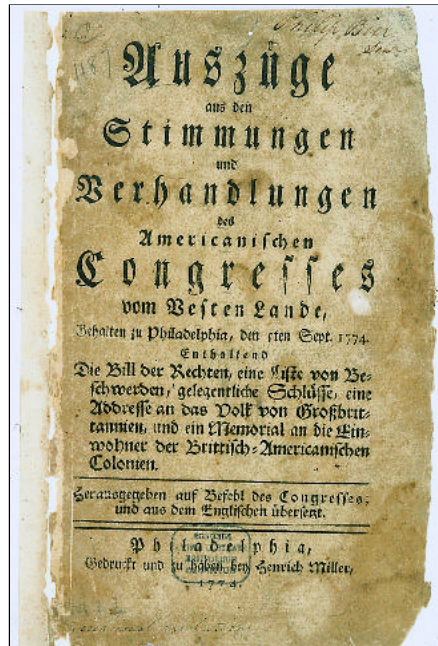 Auszüge
aus den
Stimmungen
und
Verhandlungen
des
Americanischen
Congresses
vom Vesten Lande,
Gehalten zu Philadelphia, den 5ten Sept. 1774.
Enthaltend
Die Bill der Rechten, eine Liste von Be-
schwerden, gelegentliche Schlüsse, eine
Addresse an das Volk von Großbrit-
tannien, und ein Memorial an die Ein-
wohner der Brittisch-Americanischen
Colonien.
Herausgegeben auf Befehl des Congresses,
und aus dem Englischen übersetzt.
Philadelphia,
Gedruckt und zu haben bey Henrich Miller,
1774.